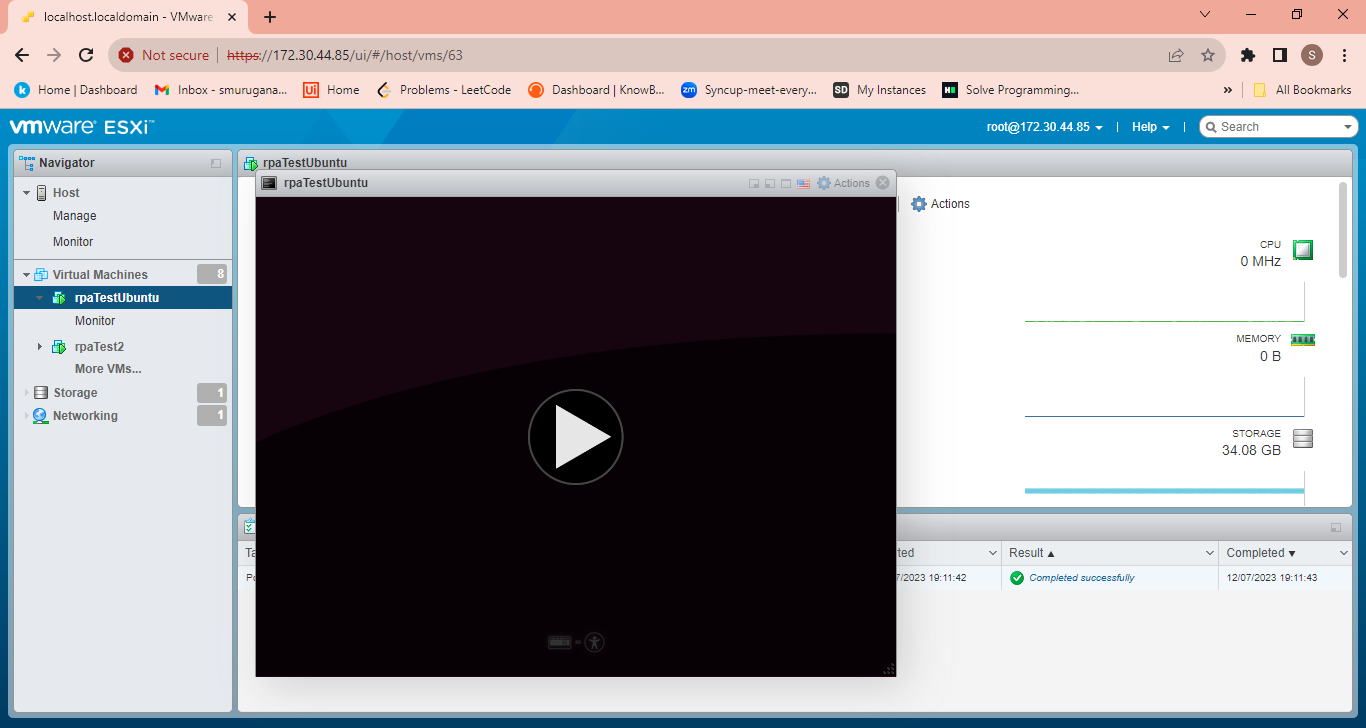 localhost.localdomain - VMware
Not secure
https://172.30.44.85/ui/#/host/vms/63
S
Home | Dashboard
Inbox - smurugana...
Home
Problems - LeetCode
Dashboard | KnowB...
Syncup-meet-every...
My Instances
Solve Programming...
»
All Bookmarks
vmware ESXi™
root@172.30.44.85
Help
Search
Navigator
rpaTestUbuntu
Host
Manage
Monitor
Virtual Machines 8
rpaTestUbuntu
Monitor
rpaTest2
More VMs...
Storage 1
Networking 1
rpaTestUbuntu
Actions
Actions
CPU
0 MHz
MEMORY
0 B
STORAGE
34.08 GB
Ta
ted
Result ▲
Completed ▼
Po
7/2023 19:11:42
Completed successfully
12/07/2023 19:11:43